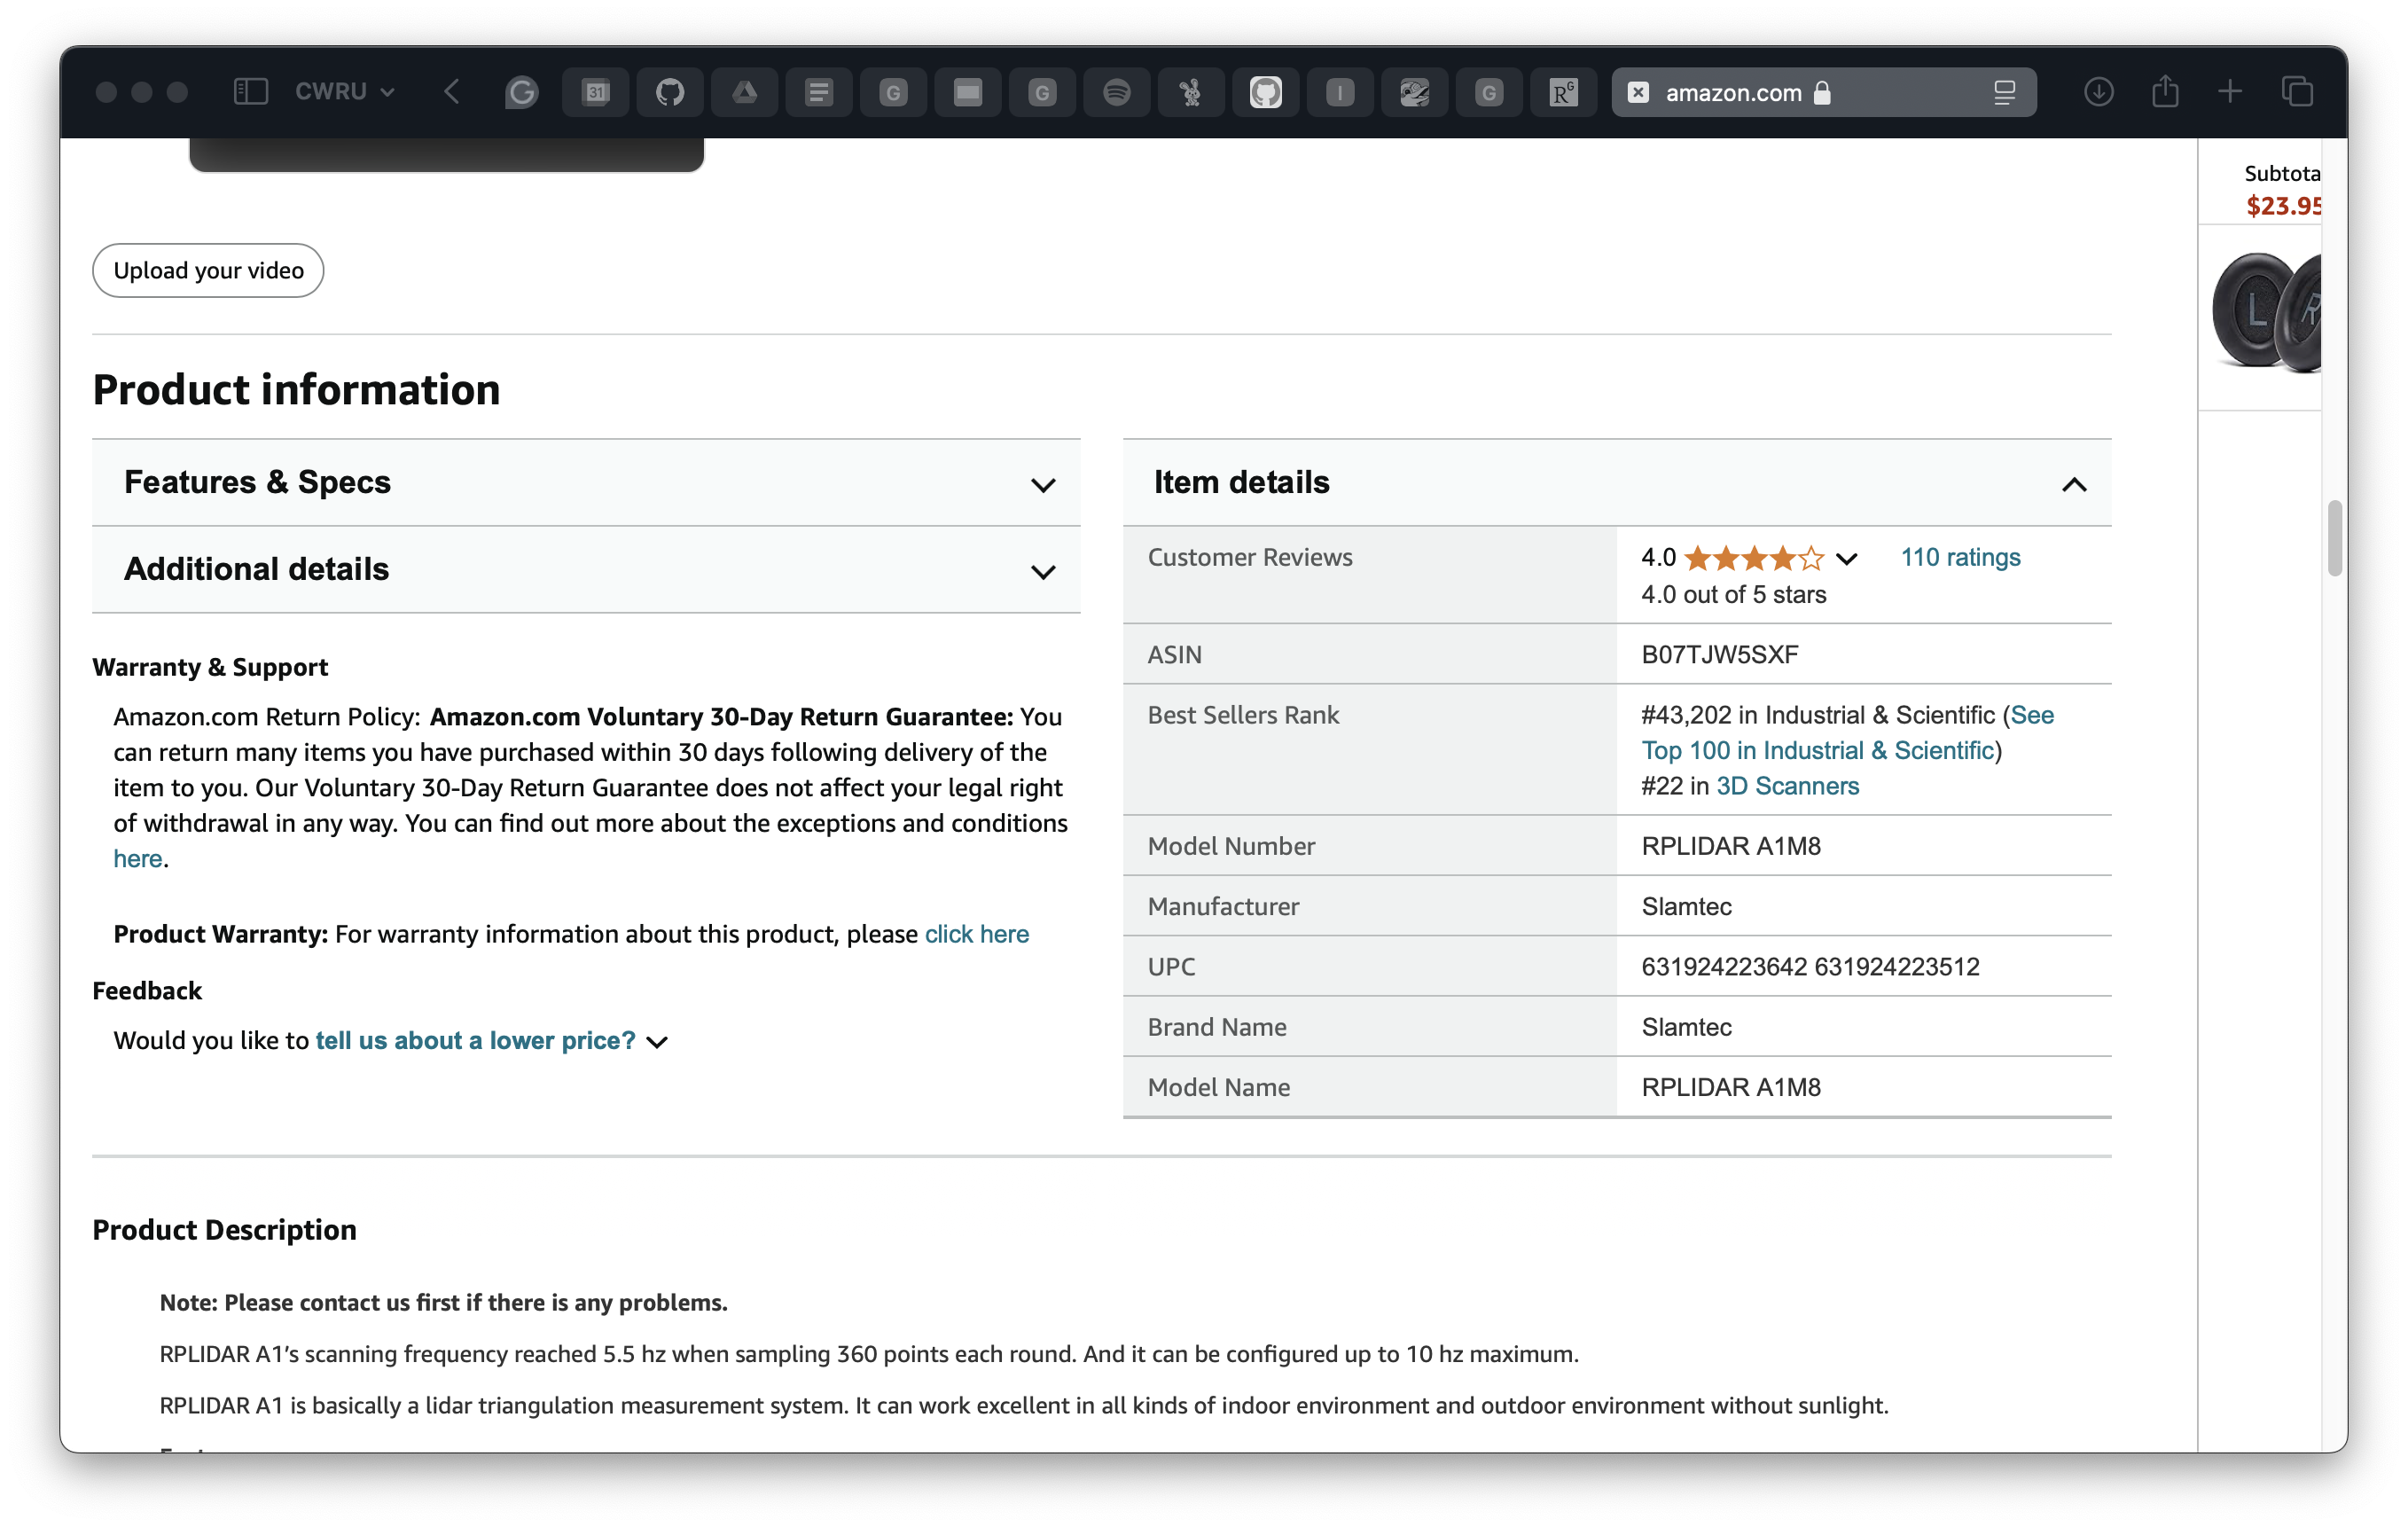 CWRU
31
G
G
I
G
RG
amazon.com
Subtota
$23.95
L R
Upload your video
Product information
Features & Specs
Additional details
Warranty & Support
Amazon.com Return Policy: Amazon.com Voluntary 30-Day Return Guarantee: You
can return many items you have purchased within 30 days following delivery of the
item to you. Our Voluntary 30-Day Return Guarantee does not affect your legal right
of withdrawal in any way. You can find out more about the exceptions and conditions
here.
Product Warranty: For warranty information about this product, please click here
Feedback
Would you like to tell us about a lower price?
Item details
Customer Reviews 4.0 110 ratings
4.0 out of 5 stars
ASIN B07TJW5SXF
Best Sellers Rank #43,202 in Industrial & Scientific (See
Top 100 in Industrial & Scientific)
#22 in 3D Scanners
Model Number RPLIDAR A1M8
Manufacturer Slamtec
UPC 631924223642 631924223512
Brand Name Slamtec
Model Name RPLIDAR A1M8
Product Description
Note: Please contact us first if there is any problems.
RPLIDAR A1’s scanning frequency reached 5.5 hz when sampling 360 points each round. And it can be configured up to 10 hz maximum.
RPLIDAR A1 is basically a lidar triangulation measurement system. It can work excellent in all kinds of indoor environment and outdoor environment without sunlight.